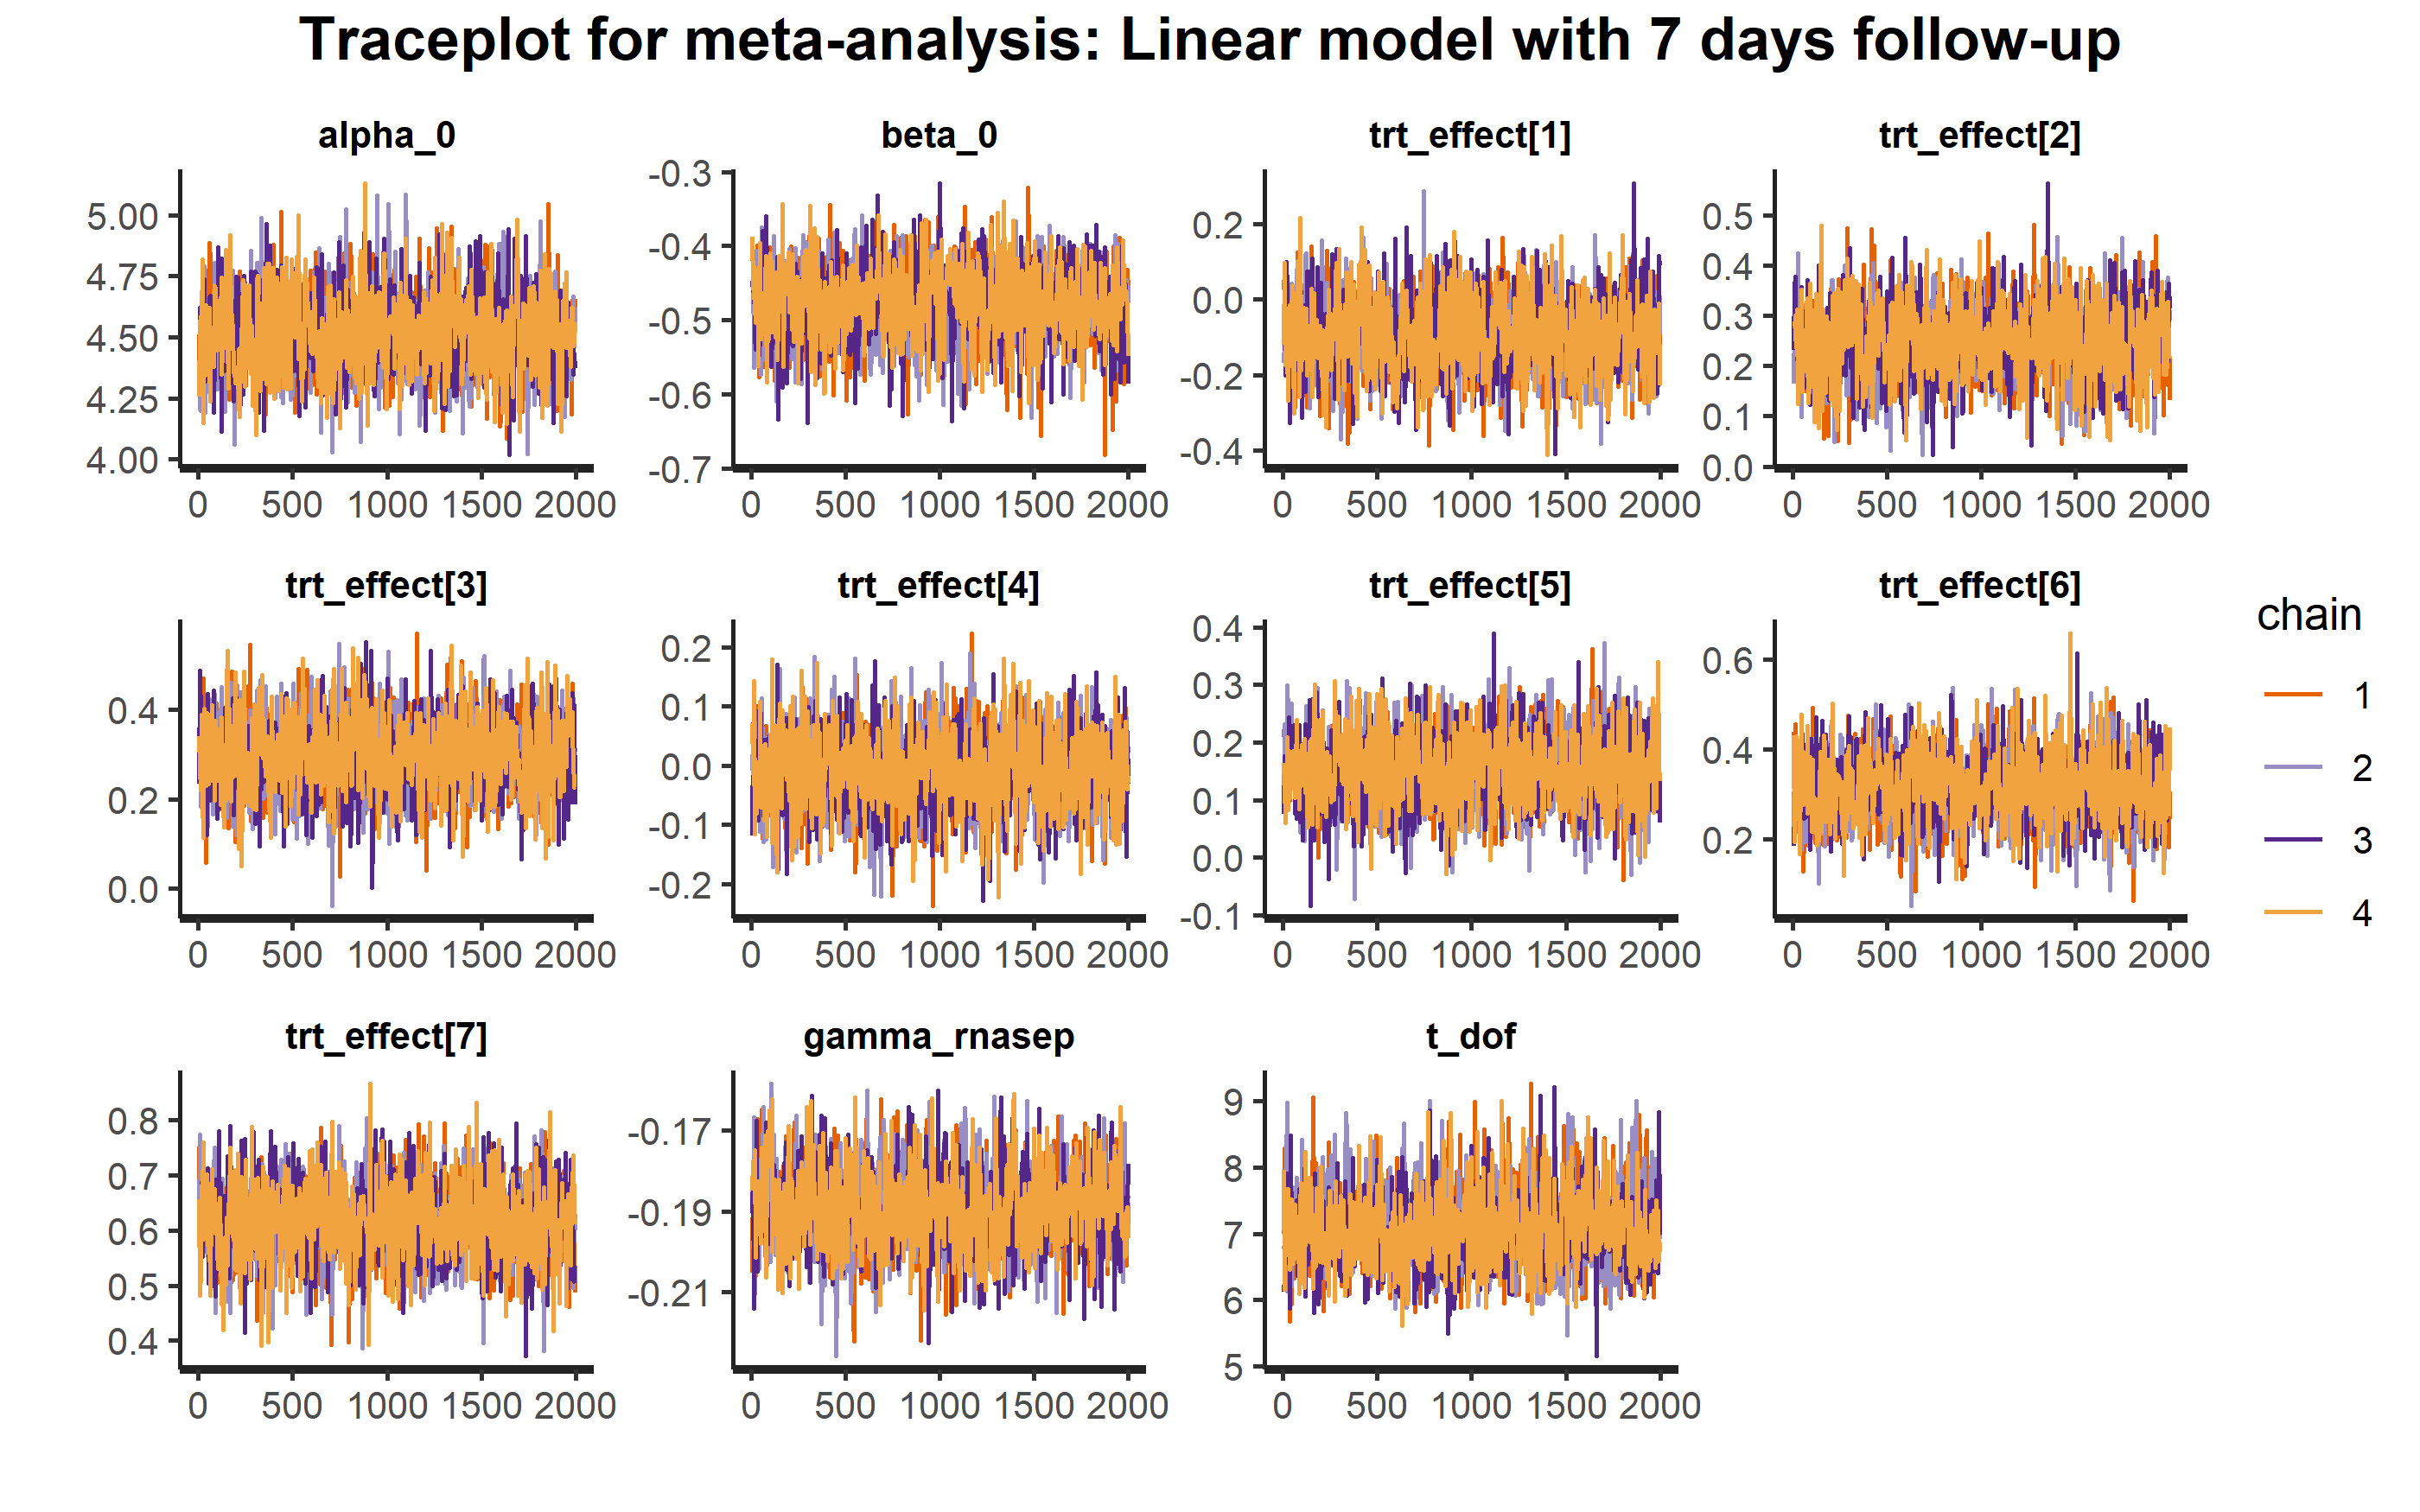 Traceplot for meta-analysis: Linear model with 7 days follow-up
alpha_0
5.00
4.75
4.50
4.25
4.00
0 500 1000 1500 2000
beta_0
-0.3
-0.4
-0.5
-0.6
-0.7
0 500 1000 1500 2000
trt_effect[1]
0.2
0.0
-0.2
-0.4
0 500 1000 1500 2000
trt_effect[2]
0.5
0.4
0.3
0.2
0.1
0.0
0 500 1000 1500 2000
trt_effect[3]
0.4
0.2
0.0
0 500 1000 1500 2000
trt_effect[4]
0.2
0.1
0.0
-0.1
-0.2
0 500 1000 1500 2000
trt_effect[5]
0.4
0.3
0.2
0.1
0.0
-0.1
0 500 1000 1500 2000
trt_effect[6]
0.6
0.4
0.2
0 500 1000 1500 2000
chain
1
2
3
4
trt_effect[7]
0.8
0.7
0.6
0.5
0.4
0 500 1000 1500 2000
gamma_rnasep
-0.17
-0.19
-0.21
0 500 1000 1500 2000
t_dof
9
8
7
6
5
0 500 1000 1500 2000